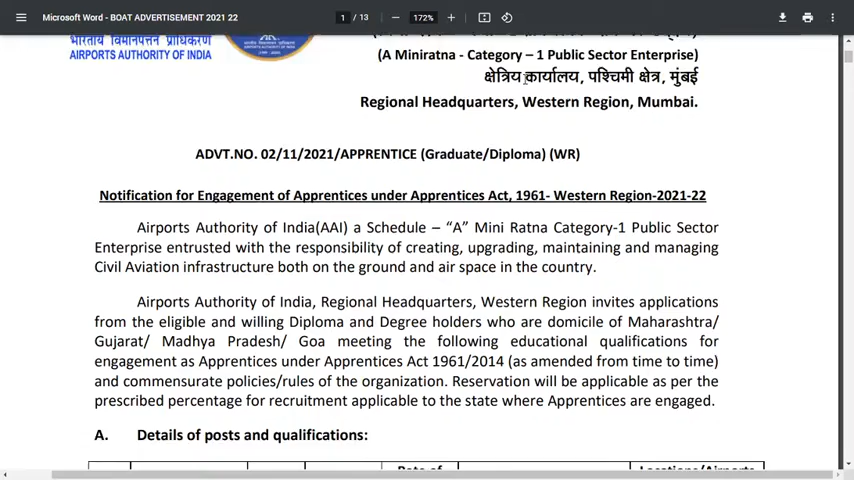 Microsoft Word - BOAT ADVERTISEMENT 2021 22
1 / 13
172%
भारतीय विमानपत्तन प्राधिकरण
AIRPORTS AUTHORITY OF INDIA
(A Miniratna - Category – 1 Public Sector Enterprise)
क्षेत्रिय कार्यालय, पश्चिमी क्षेत्र, मुंबई
Regional Headquarters, Western Region, Mumbai.
ADVT.NO. 02/11/2021/APPRENTICE (Graduate/Diploma) (WR)
Notification for Engagement of Apprentices under Apprentices Act, 1961- Western Region-2021-22
Airports Authority of India(AAI) a Schedule – “A” Mini Ratna Category-1 Public Sector
Enterprise entrusted with the responsibility of creating, upgrading, maintaining and managing
Civil Aviation infrastructure both on the ground and air space in the country.
Airports Authority of India, Regional Headquarters, Western Region invites applications
from the eligible and willing Diploma and Degree holders who are domicile of Maharashtra/
Gujarat/ Madhya Pradesh/ Goa meeting the following educational qualifications for
engagement as Apprentices under Apprentices Act 1961/2014 (as amended from time to time)
and commensurate policies/rules of the organization. Reservation will be applicable as per the
prescribed percentage for recruitment applicable to the state where Apprentices are engaged.
A. Details of posts and qualifications:
Rate of
Locations/Airports